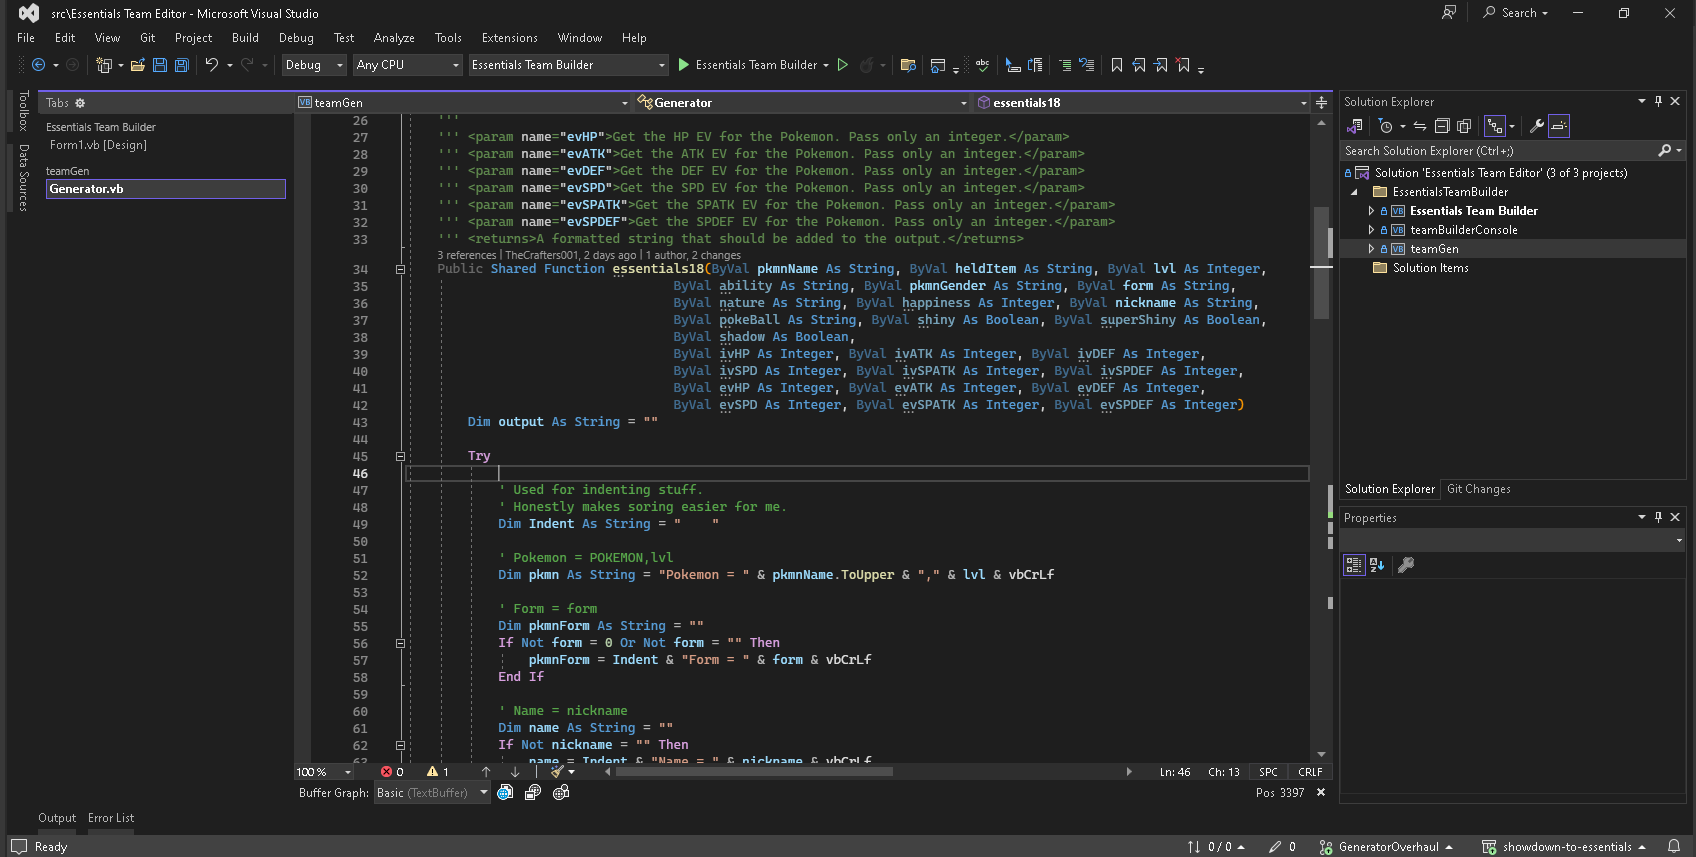 src\Essentials Team Editor - Microsoft Visual Studio
Search
File Edit View Git Project Build Debug Test Analyze Tools Extensions Window Help
Debug Any CPU Essentials Team Builder Essentials Team Builder
Toolbox
Data Sources
Tabs
Essentials Team Builder
Form1.vb [Design]
teamGen
Generator.vb
teamGen Generator essentials18
26 '''
27 ''' <param name="evHP">Get the HP EV for the Pokemon. Pass only an integer.</param>
28 ''' <param name="evATK">Get the ATK EV for the Pokemon. Pass only an integer.</param>
29 ''' <param name="evDEF">Get the DEF EV for the Pokemon. Pass only an integer.</param>
30 ''' <param name="evSPD">Get the SPD EV for the Pokemon. Pass only an integer.</param>
31 ''' <param name="evSPATK">Get the SPATK EV for the Pokemon. Pass only an integer.</param>
32 ''' <param name="evSPDEF">Get the SPDEF EV for the Pokemon. Pass only an integer.</param>
33 ''' <returns>A formatted string that should be added to the output.</returns>
3 references | TheCrafters001, 2 days ago | 1 author, 2 changes
34 Public Shared Function essentials18(ByVal pkmnName As String, ByVal heldItem As String, ByVal lvl As Integer,
35 ByVal ability As String, ByVal pkmnGender As String, ByVal form As String,
36 ByVal nature As String, ByVal happiness As Integer, ByVal nickname As String,
37 ByVal pokeBall As String, ByVal shiny As Boolean, ByVal superShiny As Boolean,
38 ByVal shadow As Boolean,
39 ByVal ivHP As Integer, ByVal ivATK As Integer, ByVal ivDEF As Integer,
40 ByVal ivSPD As Integer, ByVal ivSPATK As Integer, ByVal ivSPDEF As Integer,
41 ByVal evHP As Integer, ByVal evATK As Integer, ByVal evDEF As Integer,
42 ByVal evSPD As Integer, ByVal evSPATK As Integer, ByVal evSPDEF As Integer)
43 Dim output As String = ""
44
45 Try
46
47 ' Used for indenting stuff.
48 ' Honestly makes soring easier for me.
49 Dim Indent As String = "    "
50
51 ' Pokemon = POKEMON,lvl
52 Dim pkmn As String = "Pokemon = " & pkmnName.ToUpper & "," & lvl & vbCrLf
53
54 ' Form = form
55 Dim pkmnForm As String = ""
56 If Not form = 0 Or Not form = "" Then
57 pkmnForm = Indent & "Form = " & form & vbCrLf
58 End If
59
60 ' Name = nickname
61 Dim name As String = ""
62 If Not nickname = "" Then
63 name = Indent & "Name = " & nickname & vbCrLf
100 % 0 1 Ln: 46 Ch: 13 SPC CRLF
Buffer Graph: Basic (TextBuffer) Pos 3397
Solution Explorer
Search Solution Explorer (Ctrl+;)
Solution 'Essentials Team Editor' (3 of 3 projects)
EssentialsTeamBuilder
Essentials Team Builder
teamBuilderConsole
teamGen
Solution Items
Solution Explorer Git Changes
Properties
Output Error List
Ready 0 / 0 0 GeneratorOverhaul showdown-to-essentials